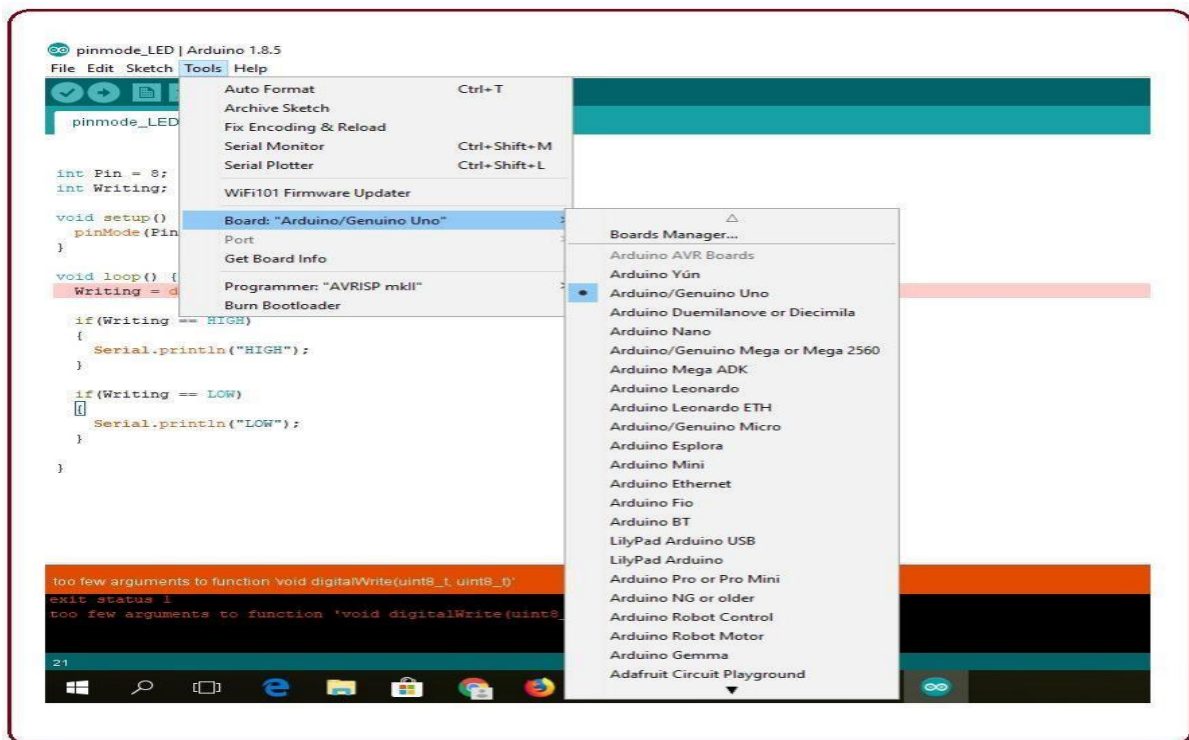 pinmode_LED | Arduino 1.8.5
File Edit Sketch Tools Help
pinmode_LED
Auto Format Ctrl+T
Archive Sketch
Fix Encoding & Reload
Serial Monitor Ctrl+Shift+M
Serial Plotter Ctrl+Shift+L
WiFi101 Firmware Updater
Board: "Arduino/Genuino Uno"
Port
Get Board Info
Programmer: "AVRISP mkII"
Burn Bootloader
Boards Manager...
Arduino AVR Boards
Arduino Yún
Arduino/Genuino Uno
Arduino Duemilanove or Diecimila
Arduino Nano
Arduino/Genuino Mega or Mega 2560
Arduino Mega ADK
Arduino Leonardo
Arduino Leonardo ETH
Arduino/Genuino Micro
Arduino Esplora
Arduino Mini
Arduino Ethernet
Arduino Fio
Arduino BT
LilyPad Arduino USB
LilyPad Arduino
Arduino Pro or Pro Mini
Arduino NG or older
Arduino Robot Control
Arduino Robot Motor
Arduino Gemma
Adafruit Circuit Playground
int Pin = 8;
int Writing;
void setup()
pinMode(Pin
}
void loop() {
Writing = d
if(Writing == HIGH)
{
Serial.println("HIGH");
}
if(Writing == LOW)
{
Serial.println("LOW");
}
}
too few arguments to function 'void digitalWrite(uint8_t, uint8_t)'
exit status 1
too few arguments to function 'void digitalWrite(uint8_
21